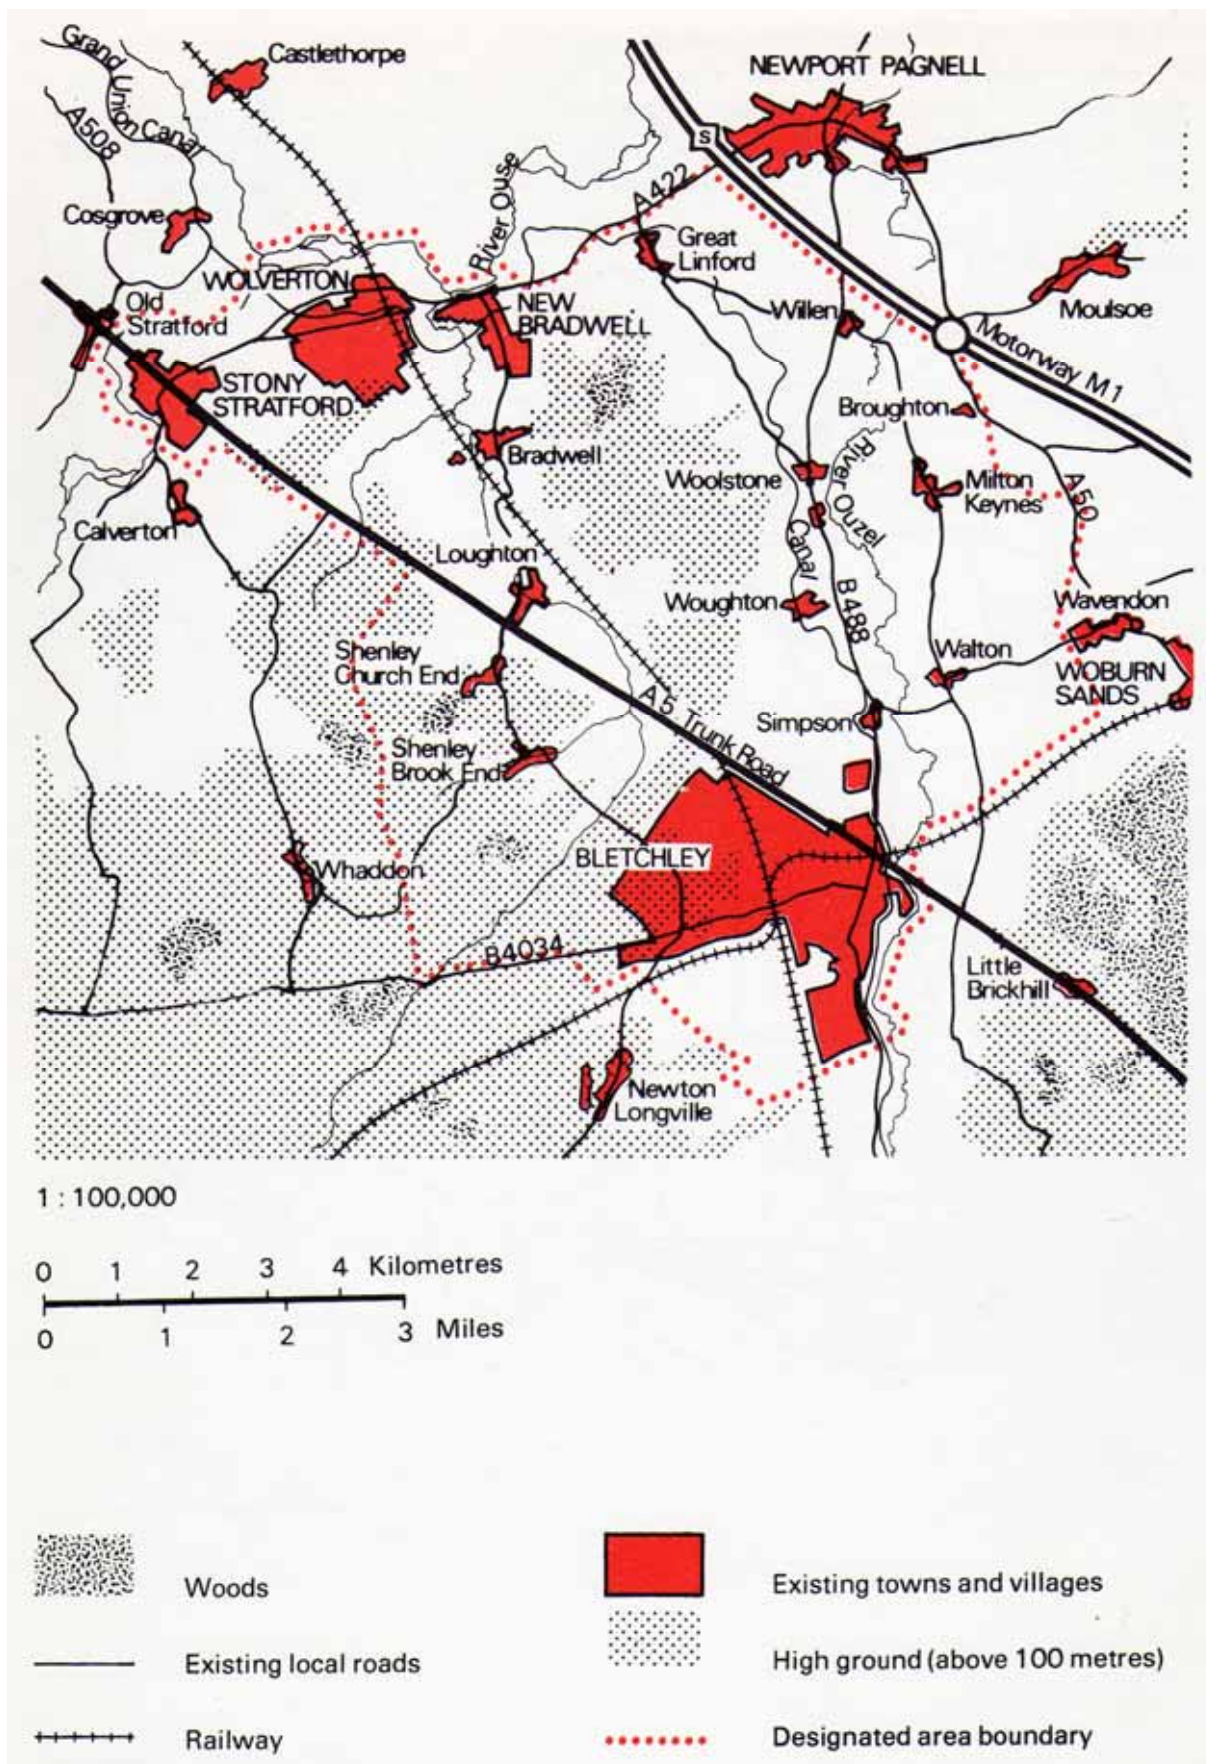 Grand Union Canal
Castlethorpe
A508
NEWPORT PAGNELL
S
River Ouse
A422
Cosgrove
Great
Linford
WOLVERTON
Old
Stratford
NEW
BRADWELL
Willen
Moulsoe
Motorway M1
STONY
STRATFORD
Broughton
Bradwell
Woolstone
River Ouzel
Milton
Keynes
A50
Calverton
Canal
Loughton
Woughton
B488
Wavendon
Shenley
Church End
Walton
WOBURN
SANDS
A5 Trunk Road
Simpson
Shenley
Brook End
BLETCHLEY
Whaddon
B4034
Little
Brickhill
Newton
Longville
1 : 100,000
0 1 2 3 4 Kilometres
0 1 2 3 Miles
Woods
Existing towns and villages
High ground (above 100 metres)
Existing local roads
Railway
Designated area boundary